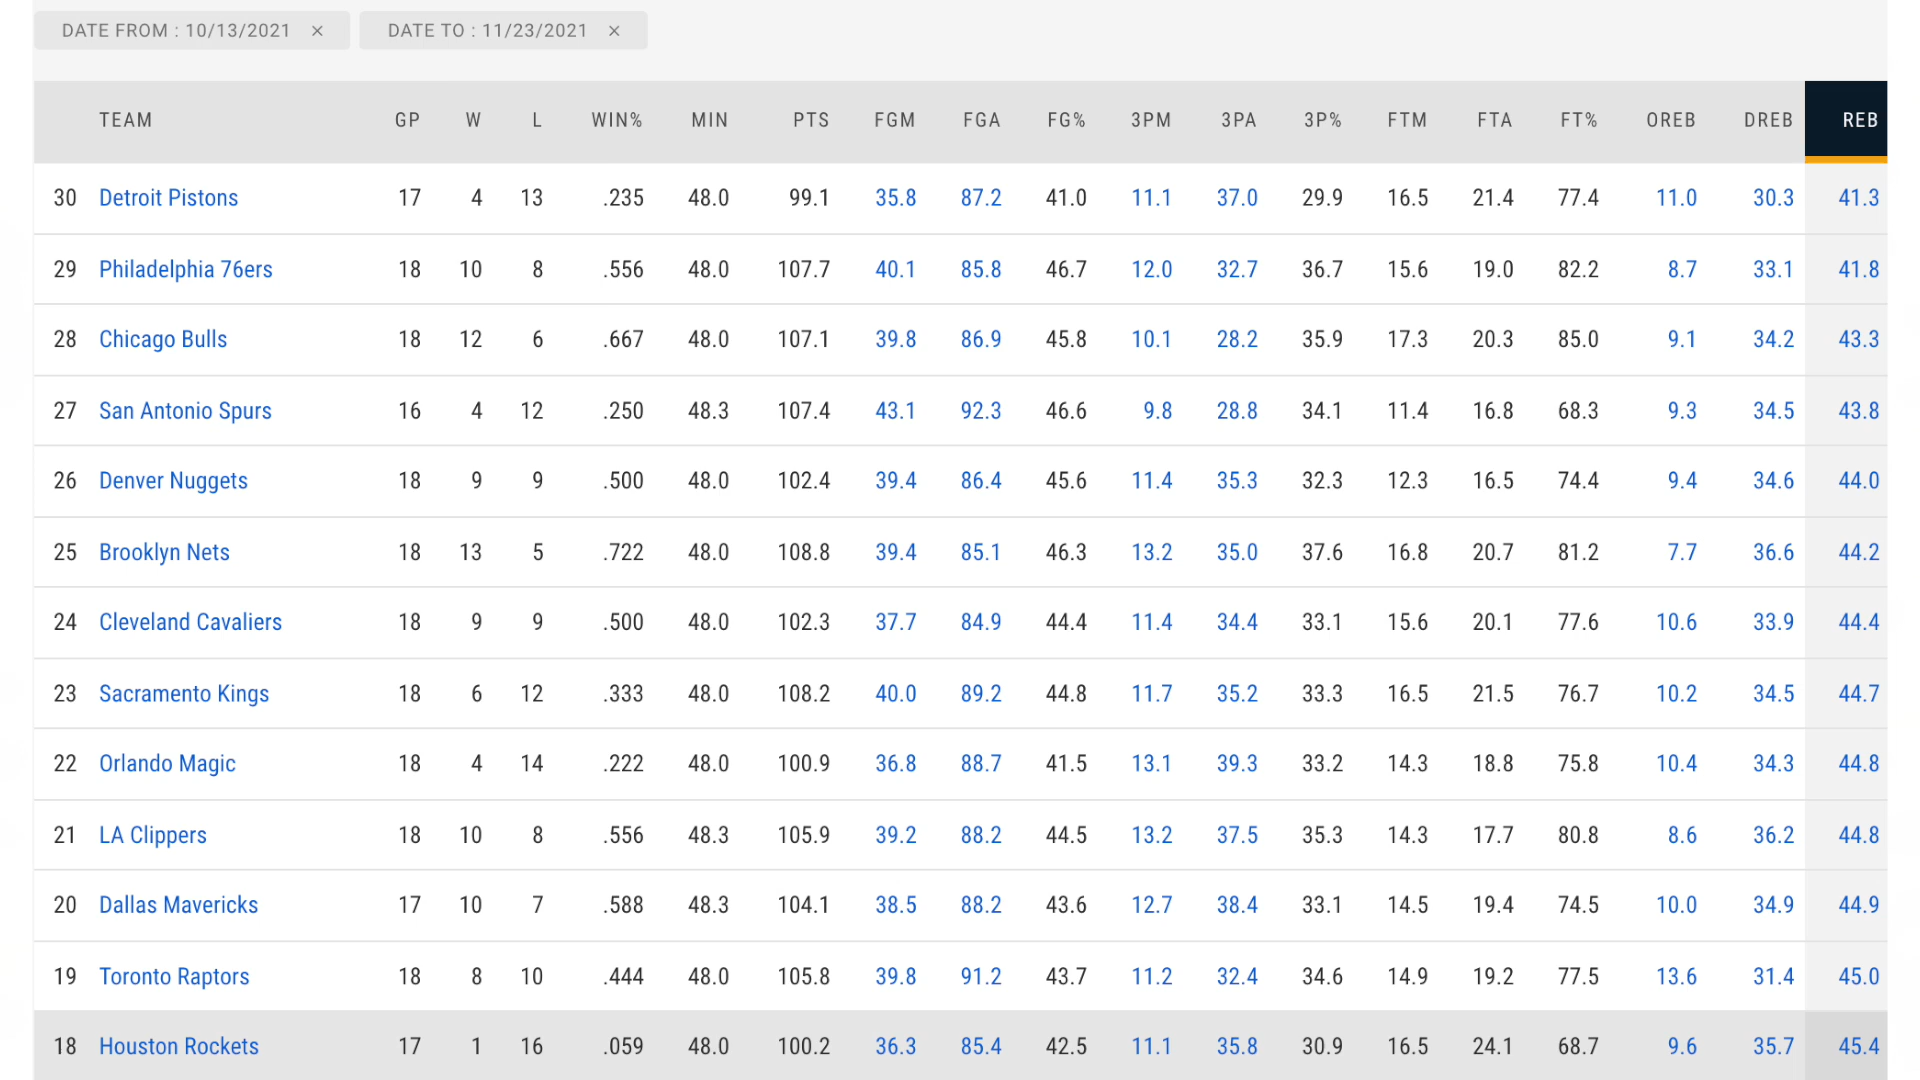 DATE FROM : 10/13/2021 × DATE TO : 11/23/2021 ×
TEAM GP W L WIN% MIN PTS FGM FGA FG% 3PM 3PA 3P% FTM FTA FT% OREB DREB REB
30 Detroit Pistons 17 4 13 .235 48.0 99.1 35.8 87.2 41.0 11.1 37.0 29.9 16.5 21.4 77.4 11.0 30.3 41.3
29 Philadelphia 76ers 18 10 8 .556 48.0 107.7 40.1 85.8 46.7 12.0 32.7 36.7 15.6 19.0 82.2 8.7 33.1 41.8
28 Chicago Bulls 18 12 6 .667 48.0 107.1 39.8 86.9 45.8 10.1 28.2 35.9 17.3 20.3 85.0 9.1 34.2 43.3
27 San Antonio Spurs 16 4 12 .250 48.3 107.4 43.1 92.3 46.6 9.8 28.8 34.1 11.4 16.8 68.3 9.3 34.5 43.8
26 Denver Nuggets 18 9 9 .500 48.0 102.4 39.4 86.4 45.6 11.4 35.3 32.3 12.3 16.5 74.4 9.4 34.6 44.0
25 Brooklyn Nets 18 13 5 .722 48.0 108.8 39.4 85.1 46.3 13.2 35.0 37.6 16.8 20.7 81.2 7.7 36.6 44.2
24 Cleveland Cavaliers 18 9 9 .500 48.0 102.3 37.7 84.9 44.4 11.4 34.4 33.1 15.6 20.1 77.6 10.6 33.9 44.4
23 Sacramento Kings 18 6 12 .333 48.0 108.2 40.0 89.2 44.8 11.7 35.2 33.3 16.5 21.5 76.7 10.2 34.5 44.7
22 Orlando Magic 18 4 14 .222 48.0 100.9 36.8 88.7 41.5 13.1 39.3 33.2 14.3 18.8 75.8 10.4 34.3 44.8
21 LA Clippers 18 10 8 .556 48.3 105.9 39.2 88.2 44.5 13.2 37.5 35.3 14.3 17.7 80.8 8.6 36.2 44.8
20 Dallas Mavericks 17 10 7 .588 48.3 104.1 38.5 88.2 43.6 12.7 38.4 33.1 14.5 19.4 74.5 10.0 34.9 44.9
19 Toronto Raptors 18 8 10 .444 48.0 105.8 39.8 91.2 43.7 11.2 32.4 34.6 14.9 19.2 77.5 13.6 31.4 45.0
18 Houston Rockets 17 1 16 .059 48.0 100.2 36.3 85.4 42.5 11.1 35.8 30.9 16.5 24.1 68.7 9.6 35.7 45.4